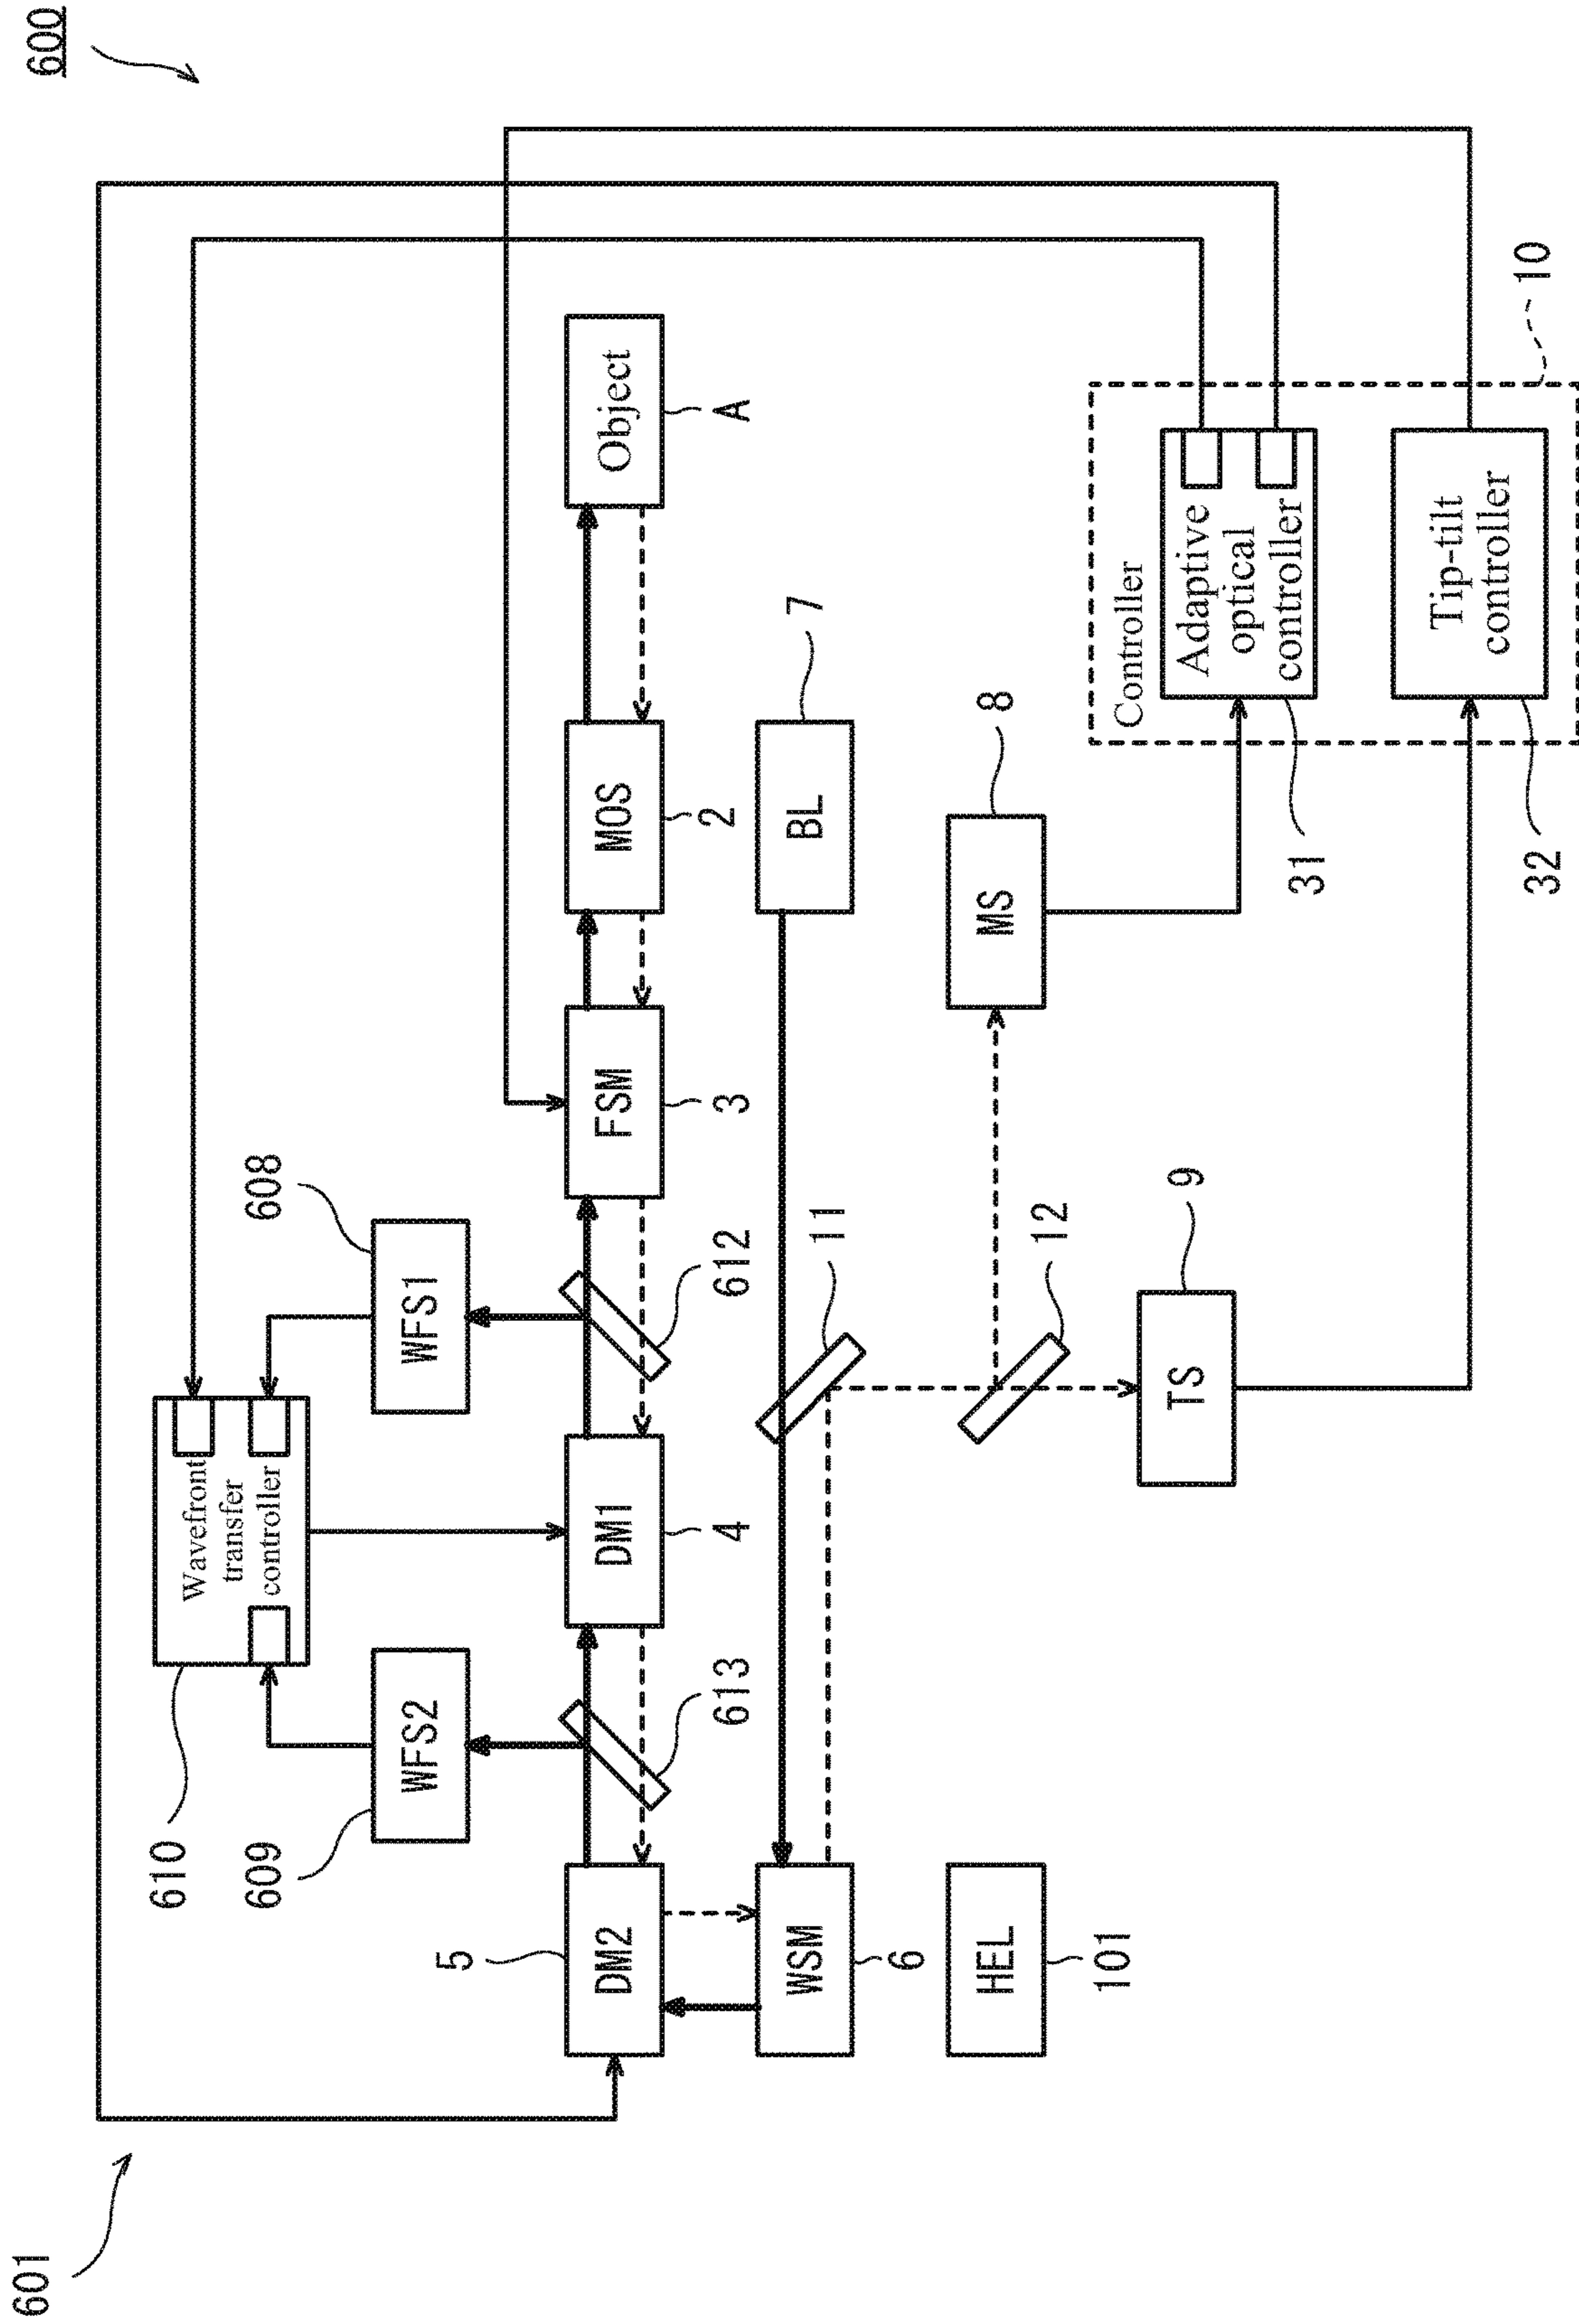 600
601
610
Wavefront
transfer
controller
609
WFS2
WFS1
608
5
DM2
613
DM1
4
612
FSM
3
MOS
2
Object
A
WSM
6
11
BL
7
HEL
101
12
MS
8
TS
9
Controller
10
Adaptive
optical
controller
31
Tip-tilt
controller
32